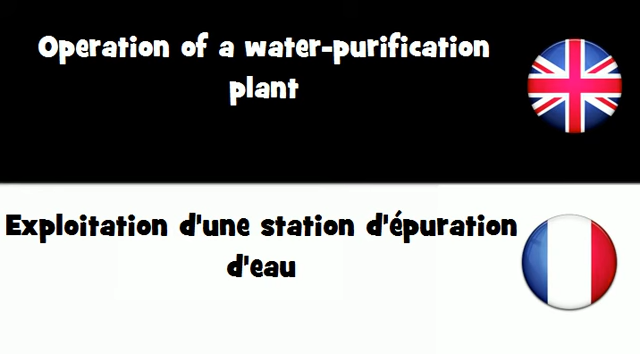 Operation of a water-purification
plant
Exploitation d'une station d'épuration
d'eau